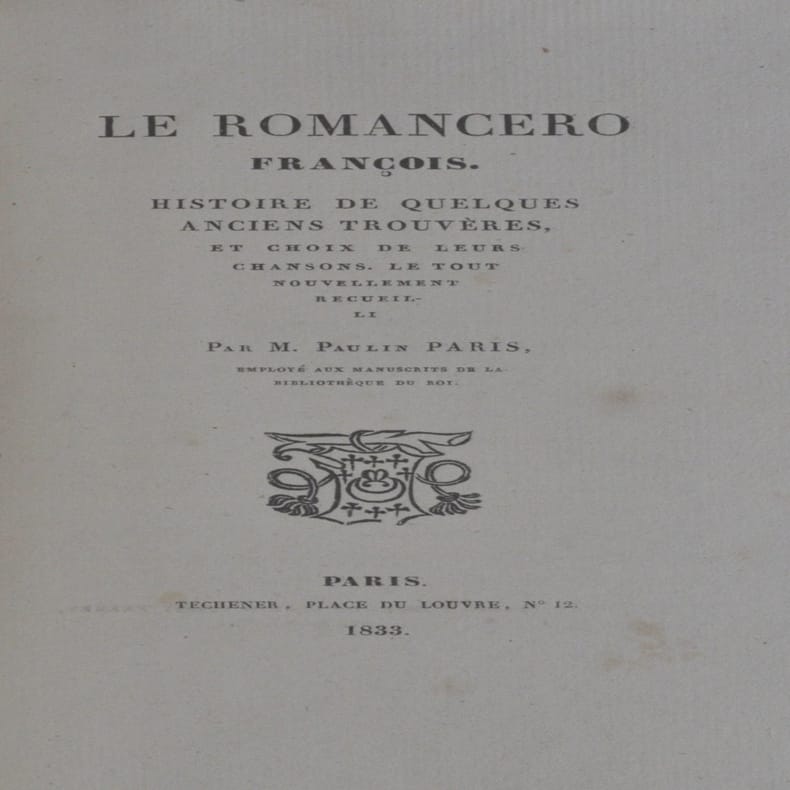 LE ROMANCERO
FRANÇOIS.
HISTOIRE DE QUELQUES
ANCIENS TROUVÈRES,
ET CHOIX DE LEURS
CHANSONS. LE TOUT
NOUVELLEMENT
RECUEIL-
LI
PAR M. PAULIN PARIS,
EMPLOYÉ AUX MANUSCRITS DE LA
BIBLIOTHÈQUE DU ROI.
PARIS.
TECHENER, PLACE DU LOUVRE, N° 12.
1833.